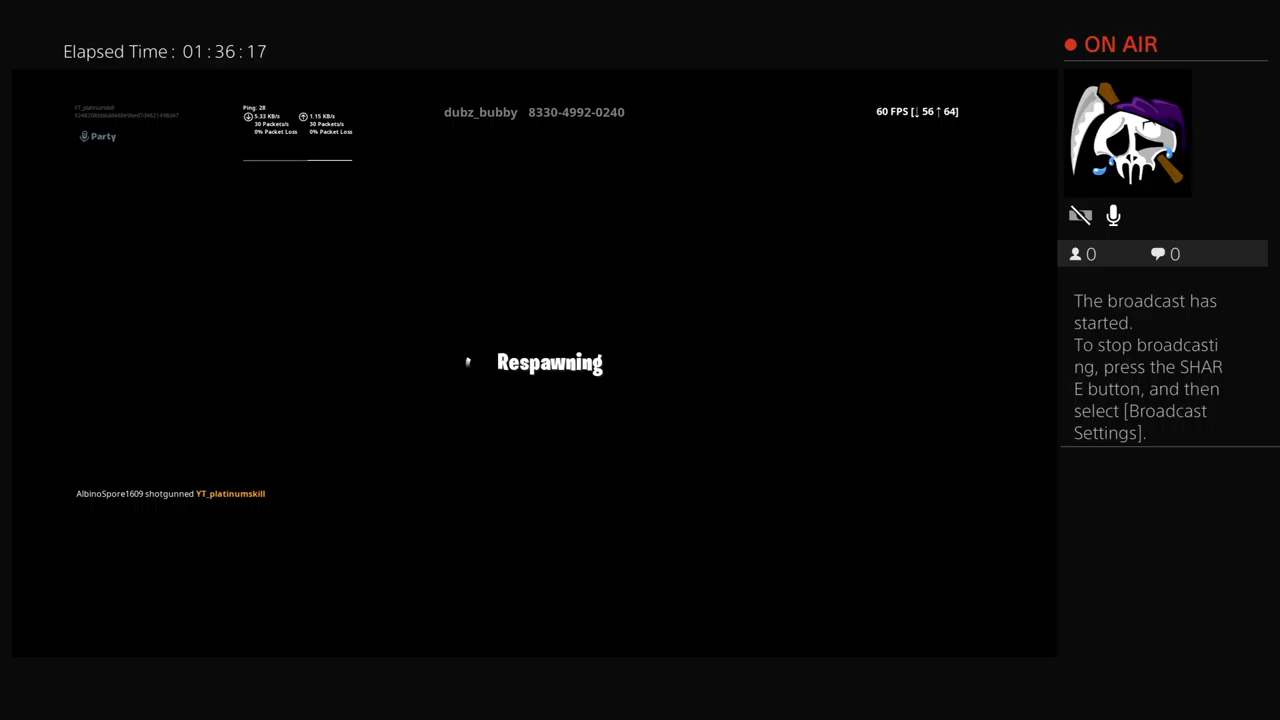 Elapsed Time: 01:36:17
ON AIR
YT_platinumskill
Party
Ping: 28
5.33 KB/s 1.15 KB/s
30 Packets/s 30 Packets/s
0% Packet Loss 0% Packet Loss
dubz_bubby 8330-4992-0240
60 FPS [↓ 56 ↑ 64]
0 0
The broadcast has
started.
To stop broadcasti
ng, press the SHAR
E button, and then
select [Broadcast
Settings].
Respawning
AlbinoSpore1609 shotgunned YT_platinumskill